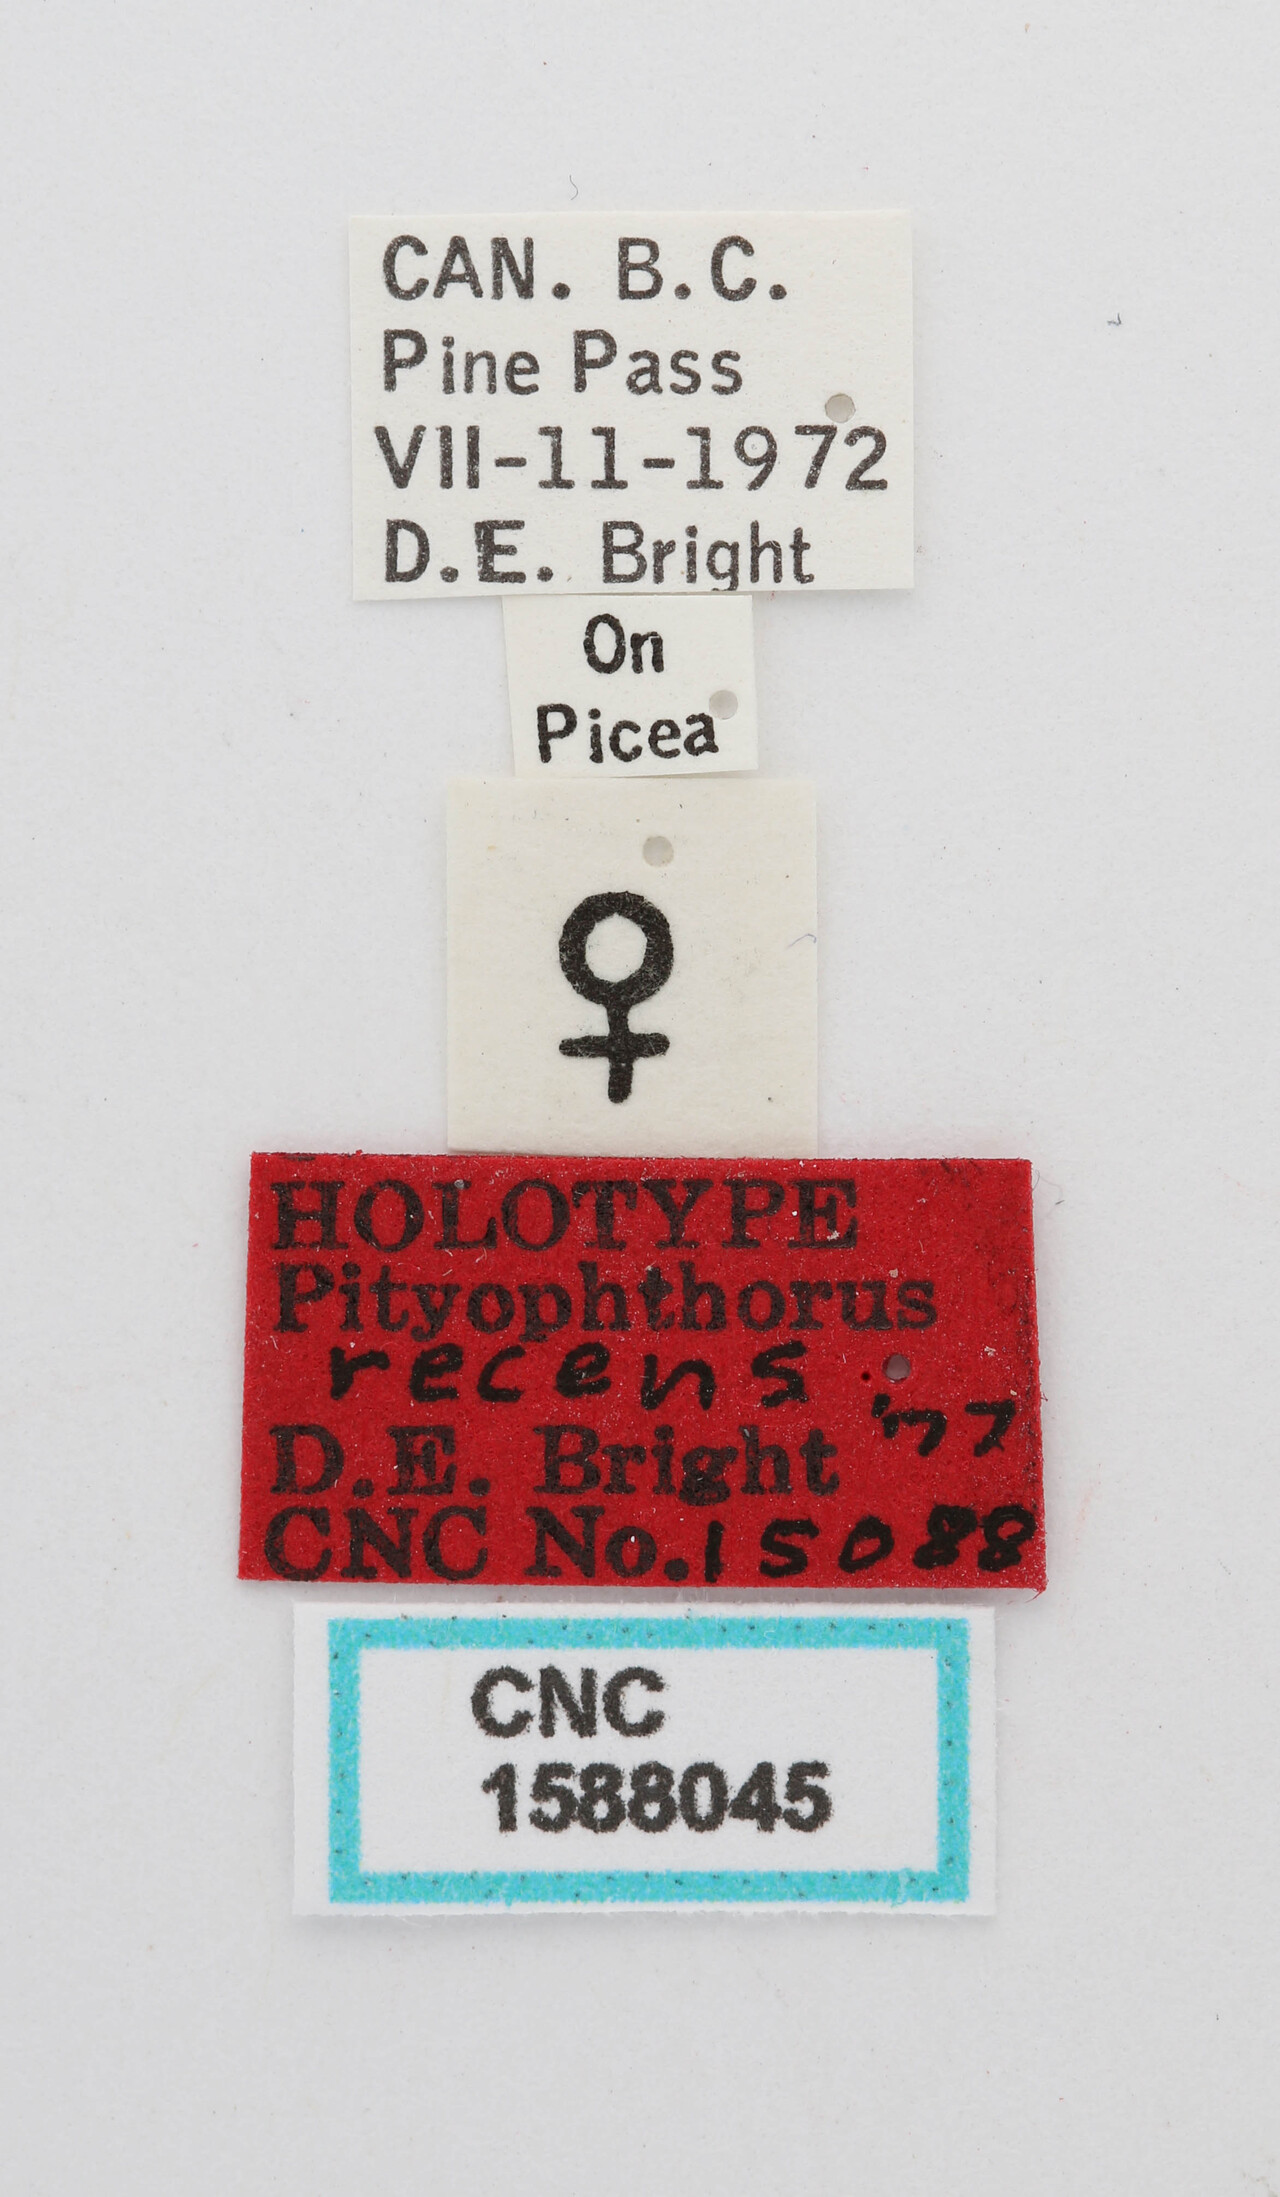 CAN. B.C.
Pine Pass
VII-11-1972
D.E. Bright
On
Picea
♀
HOLOTYPE
Pityophthorus
recens
D.E. Bright '77
CNC No. 15088
CNC
1588045